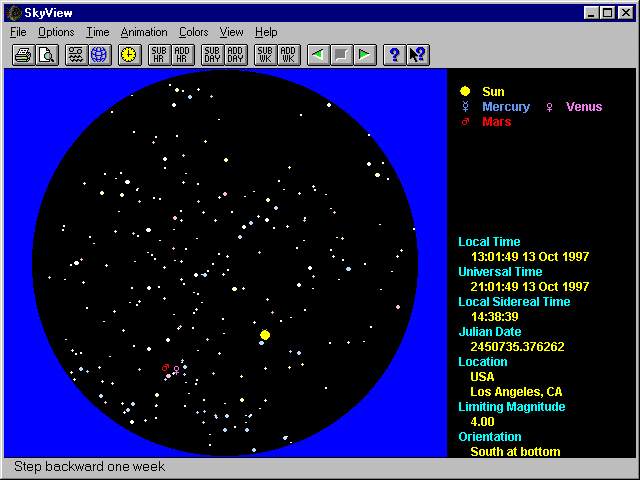 SkyView
File Options Time Animation Colors View Help
SUB HR ADD HR SUB DAY ADD DAY SUB WK ADD WK ? ?
Sun
☿ Mercury ♀ Venus
♂ Mars
Local Time
13:01:49 13 Oct 1997
Universal Time
21:01:49 13 Oct 1997
Local Sidereal Time
14:38:39
Julian Date
2450735.376262
Location
USA
Los Angeles, CA
Limiting Magnitude
4.00
Orientation
South at bottom
Step backward one week